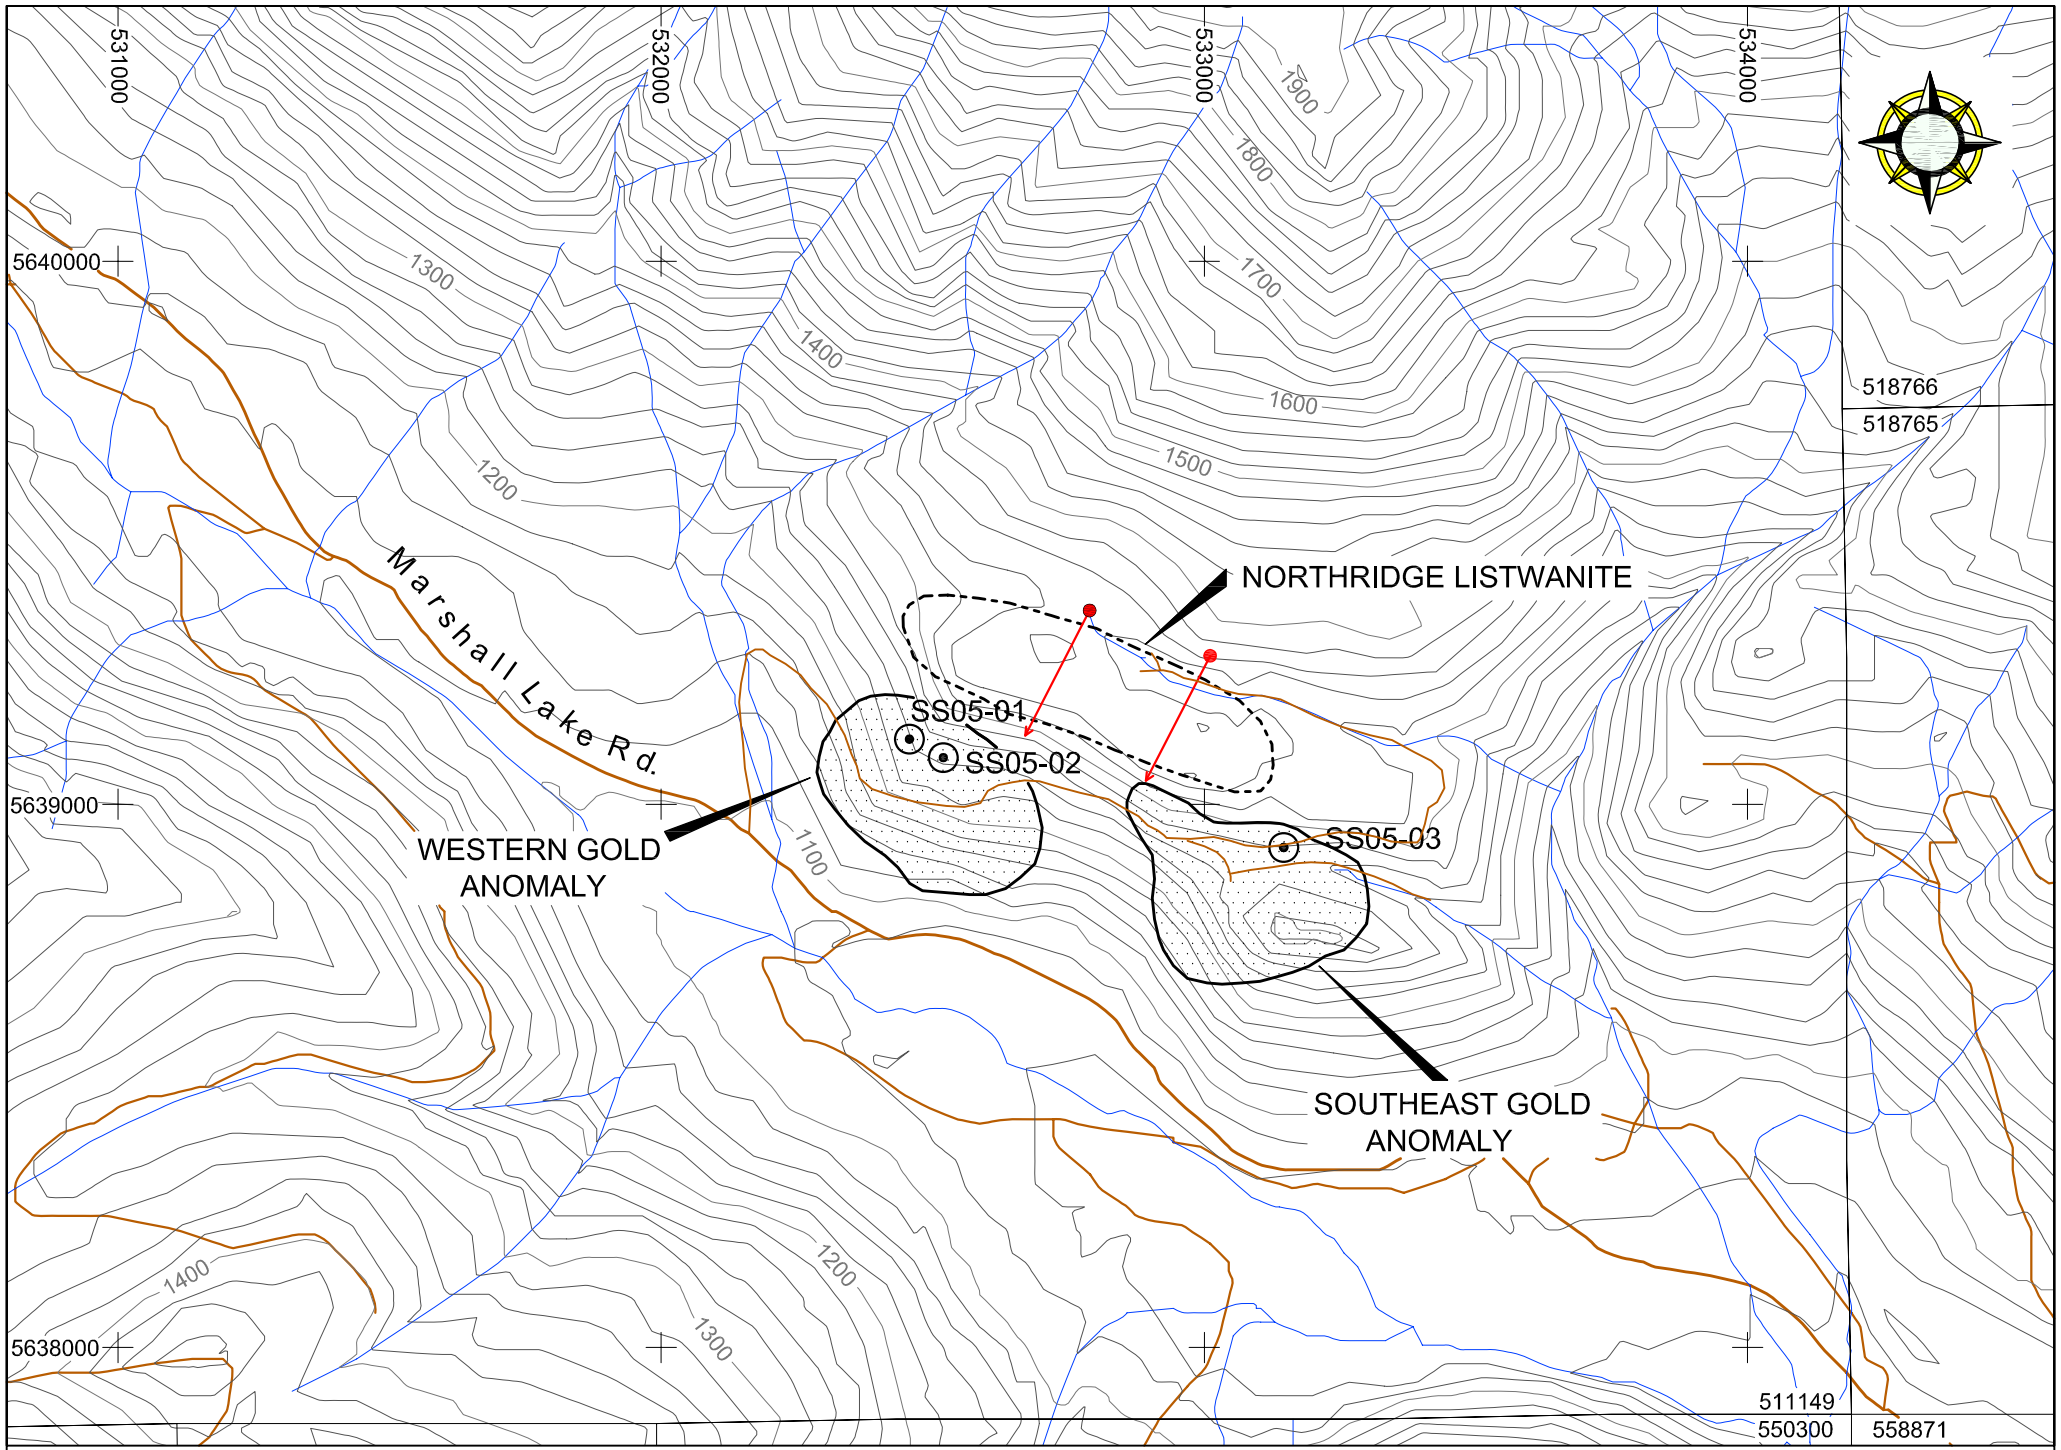 531000
532000
533000
534000
1900
1800
5640000
1300
1700
1400
518766
1600
518765
1500
1200
NORTHRIDGE LISTWANITE
Marshall Lake Rd.
SS05-01
SS05-02
5639000
SS05-03
1100
WESTERN GOLD
ANOMALY
SOUTHEAST GOLD
ANOMALY
1200
1400
1300
5638000
511149
550300
558871